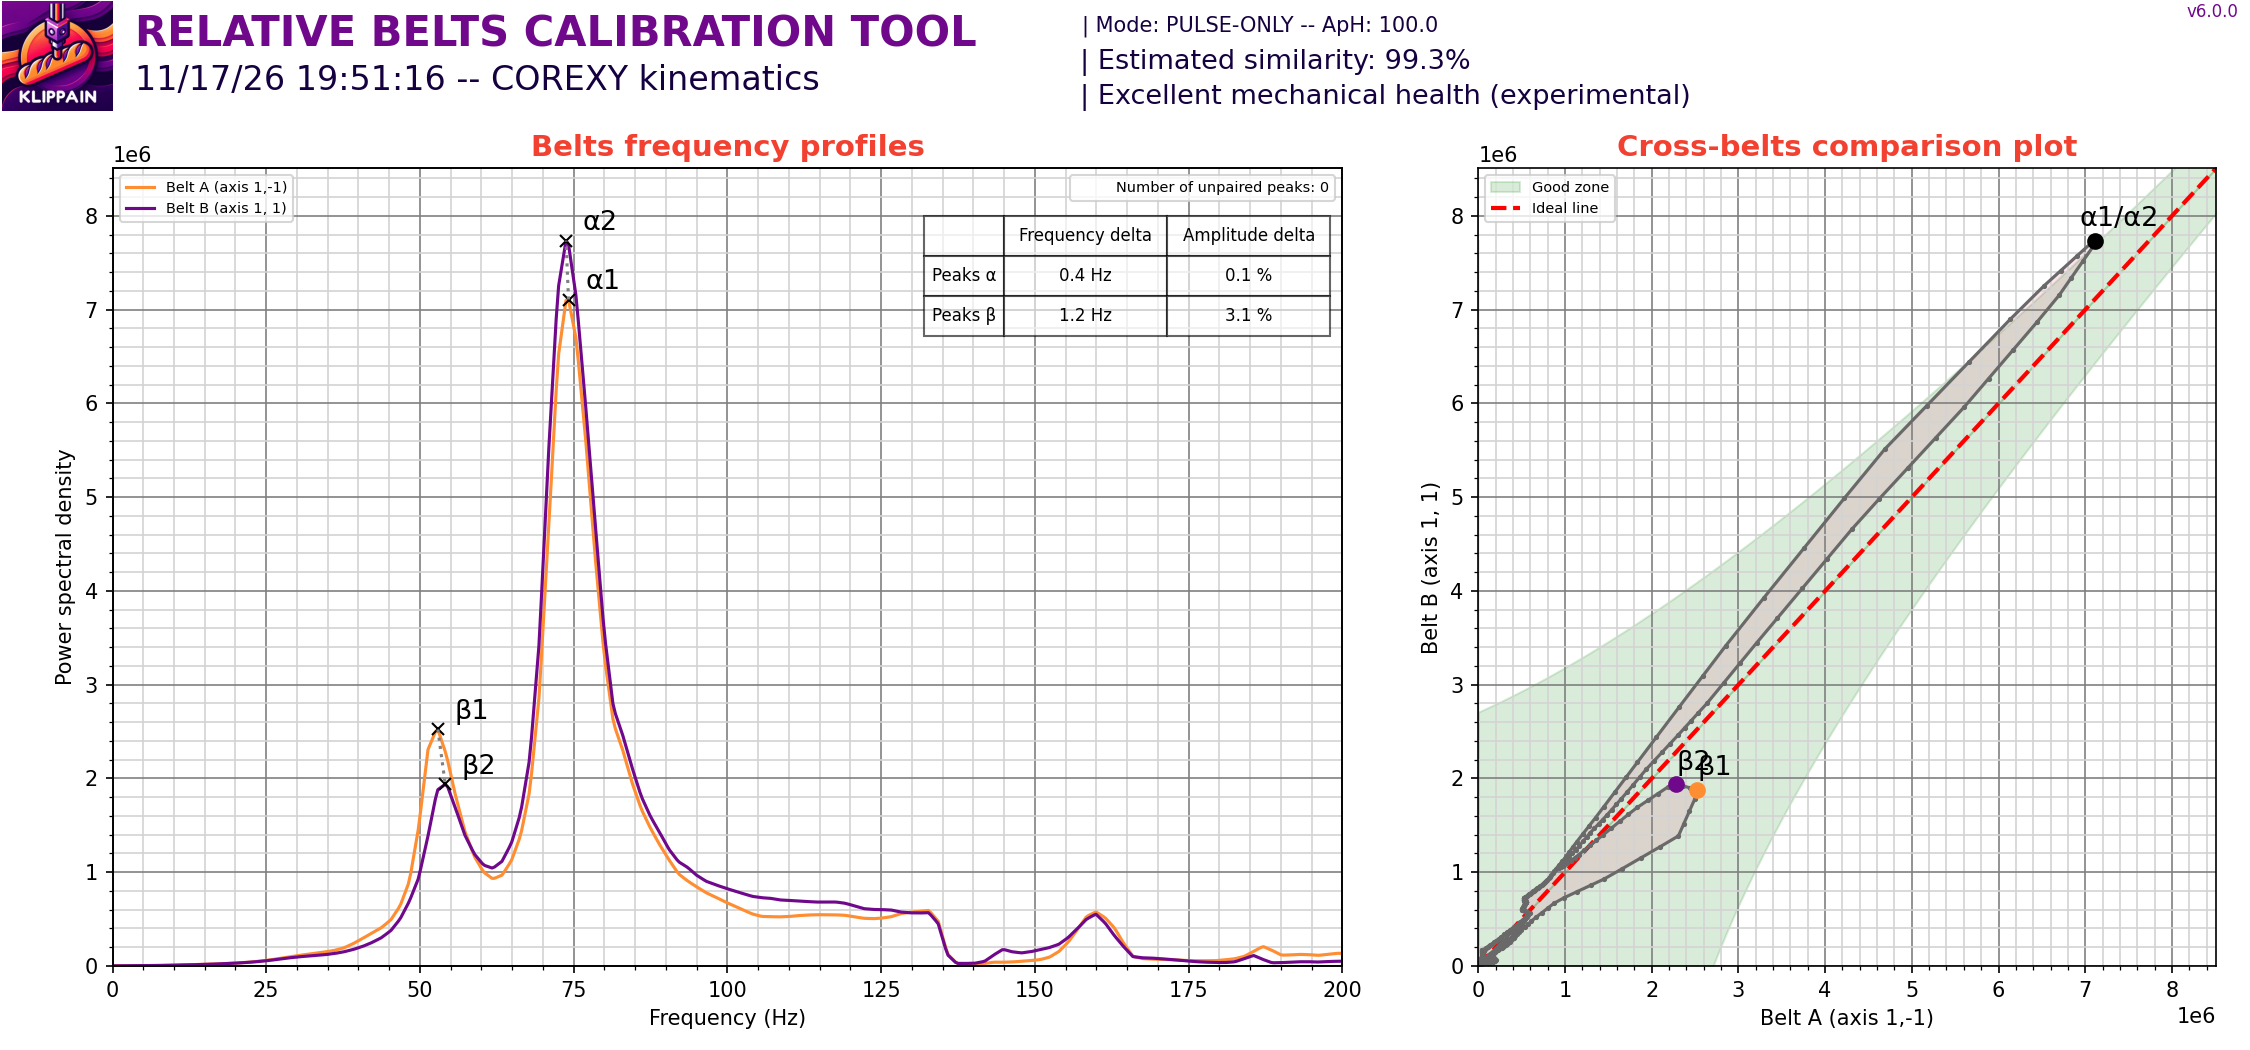 KLIPPAIN
RELATIVE BELTS CALIBRATION TOOL
11/17/26 19:51:16 -- COREXY kinematics
| Mode: PULSE-ONLY -- ApH: 100.0
| Estimated similarity: 99.3%
| Excellent mechanical health (experimental)
v6.0.0
Belts frequency profiles
1e6
Belt A (axis 1,-1)
Belt B (axis 1, 1)
Number of unpaired peaks: 0
Frequency delta Amplitude delta
Peaks α 0.4 Hz 0.1 %
Peaks β 1.2 Hz 3.1 %
α2
α1
β1
β2
Power spectral density
8
7
6
5
4
3
2
1
0
0 25 50 75 100 125 150 175 200
Frequency (Hz)
Cross-belts comparison plot
1e6
Good zone
Ideal line
α1/α2
β2
β1
Belt B (axis 1, 1)
8
7
6
5
4
3
2
1
0
0 1 2 3 4 5 6 7 8
Belt A (axis 1,-1)
1e6